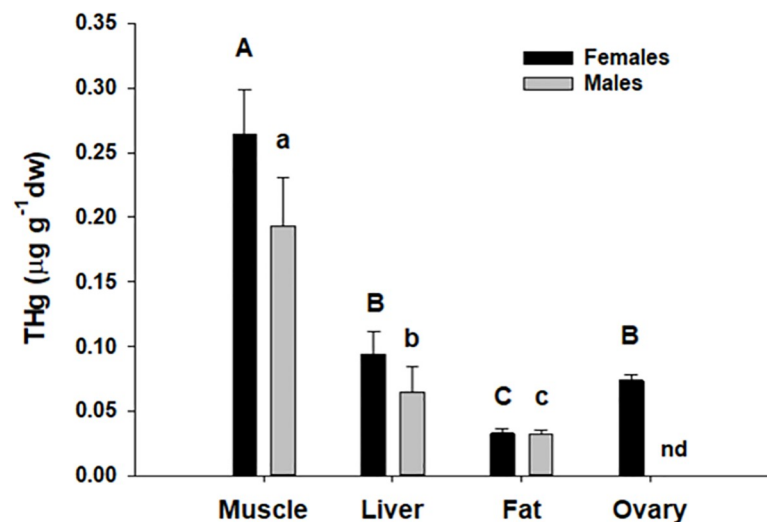 0.35
0.30
0.25
0.20
0.15
0.10
0.05
0.00
THg (μg g⁻¹dw)
Females
Males
A
a
B
b
C
c
B
nd
Muscle Liver Fat Ovary